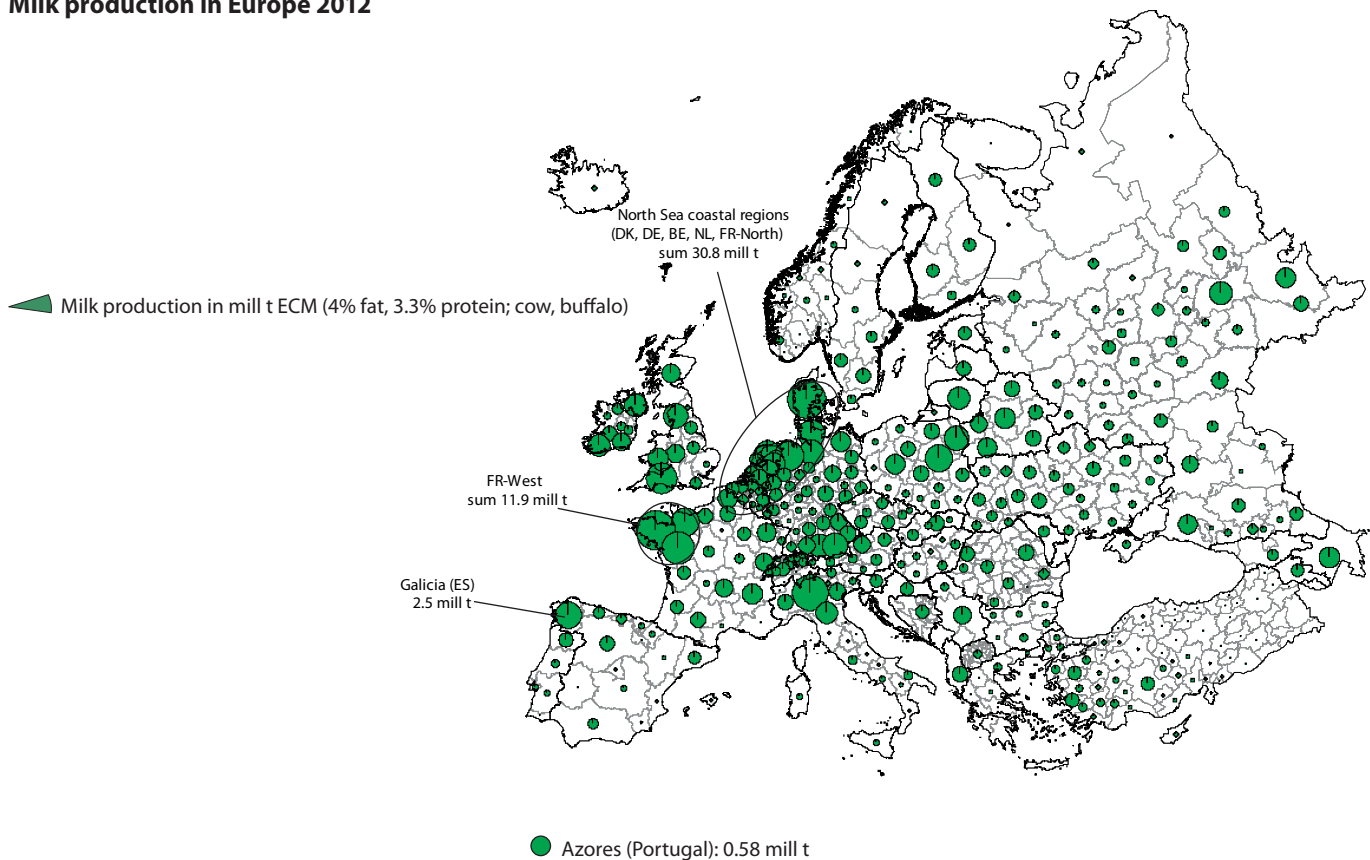 Milk production in Europe 2012
North Sea coastal regions
(DK, DE, BE, NL, FR-North)
sum 30.8 mill t
Milk production in mill t ECM (4% fat, 3.3% protein; cow, buffalo)
FR-West
sum 11.9 mill t
Galicia (ES)
2.5 mill t
Azores (Portugal): 0.58 mill t